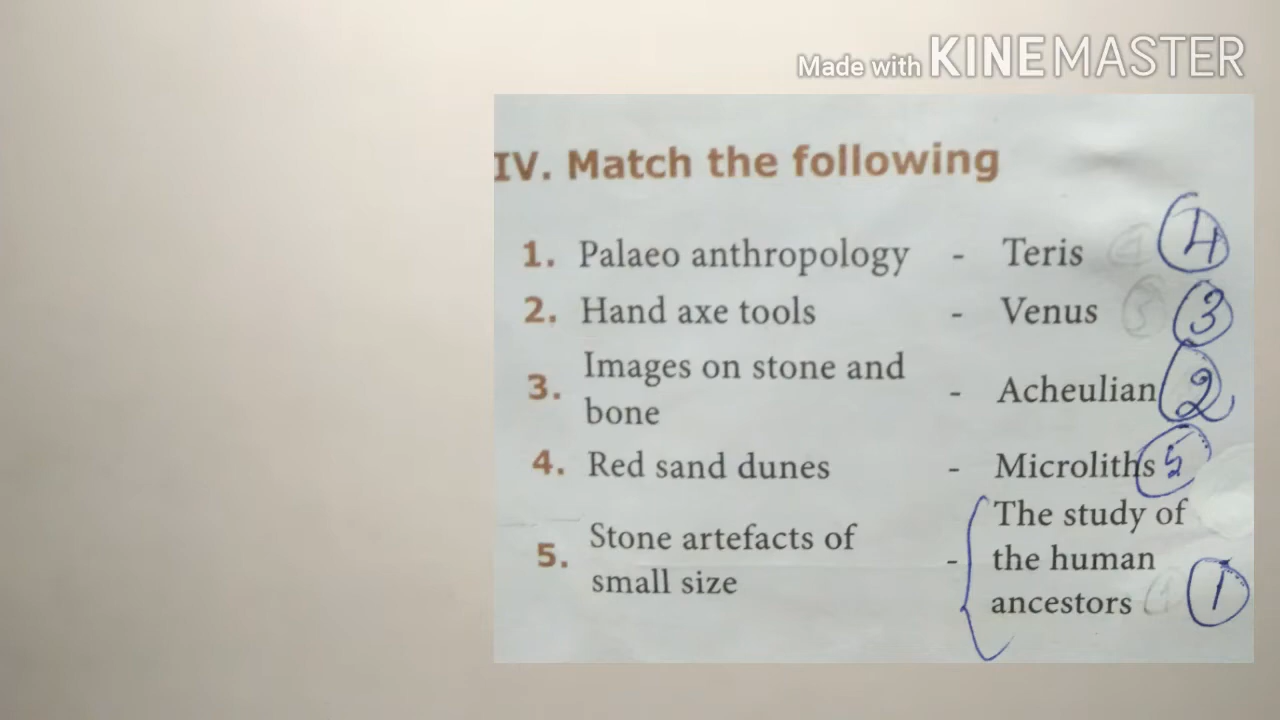 Made with KINEMASTER
IV. Match the following
1. Palaeo anthropology - Teris 4
2. Hand axe tools - Venus 3
3. Images on stone and
bone - Acheulian 2
4. Red sand dunes - Microliths 5
5. Stone artefacts of
small size - The study of
the human
ancestors 1